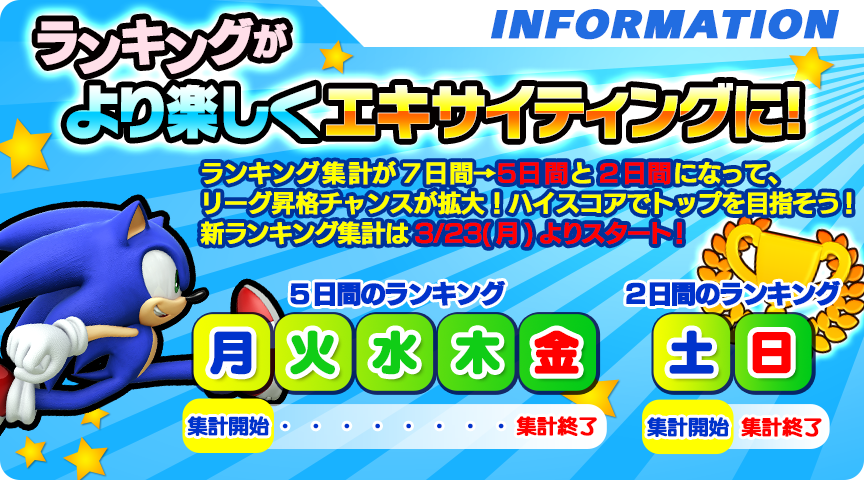 INFORMATION
ランキングが
より楽しくエキサイティングに!
ランキング集計が7日間→5日間と2日間になって、
リーグ昇格チャンスが拡大！ハイスコアでトップを目指そう！
新ランキング集計は3/23(月)よりスタート！
5日間のランキング
2日間のランキング
月 火 水 木 金
土 日
集計開始・・・・・・・・集計終了
集計開始 集計終了